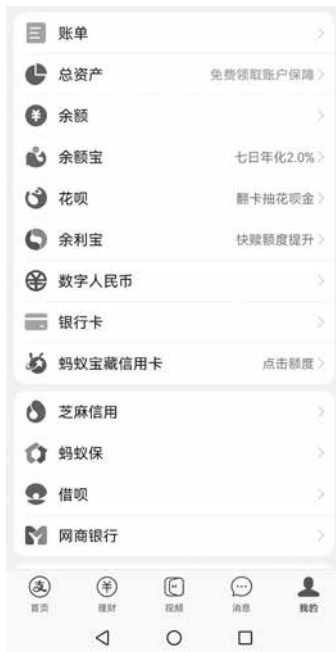 账单
总资产 免费领取账户保障
余额
余额宝 七日年化2.0%
花呗 翻卡抽花呗金
余利宝 快赎额度提升
数字人民币
银行卡
蚂蚁宝藏信用卡 点击额度
芝麻信用
蚂蚁保
借呗
网商银行
支 ¥
首页 理财 视频 消息 我的